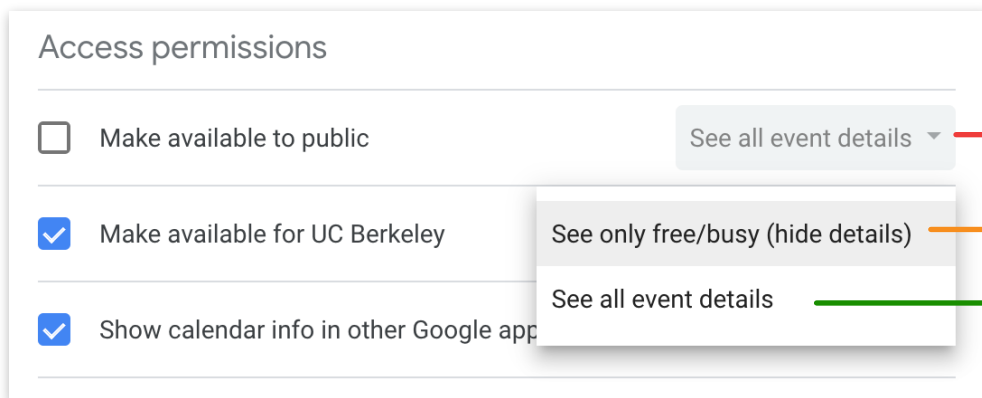 Access permissions
Make available to public
See all event details
Make available for UC Berkeley
See only free/busy (hide details)
See all event details
Show calendar info in other Google app